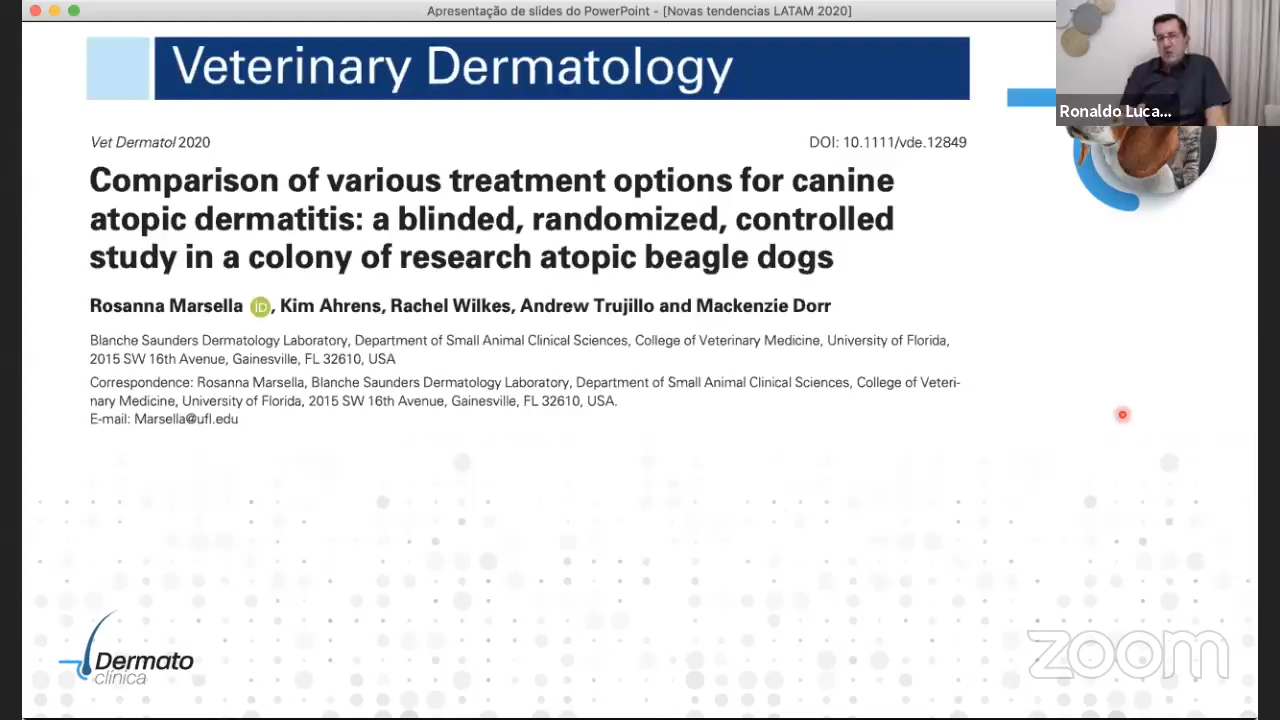 Apresentação de slides do PowerPoint - [Novas tendencias LATAM 2020]
Veterinary Dermatology
Ronaldo Luca...
Vet Dermatol 2020
DOI: 10.1111/vde.12849
Comparison of various treatment options for canine
atopic dermatitis: a blinded, randomized, controlled
study in a colony of research atopic beagle dogs
Rosanna Marsella iD, Kim Ahrens, Rachel Wilkes, Andrew Trujillo and Mackenzie Dorr
Blanche Saunders Dermatology Laboratory, Department of Small Animal Clinical Sciences, College of Veterinary Medicine, University of Florida,
2015 SW 16th Avenue, Gainesville, FL 32610, USA
Correspondence: Rosanna Marsella, Blanche Saunders Dermatology Laboratory, Department of Small Animal Clinical Sciences, College of Veteri-
nary Medicine, University of Florida, 2015 SW 16th Avenue, Gainesville, FL 32610, USA.
E-mail: Marsella@ufl.edu
Dermato
clínica
zoom